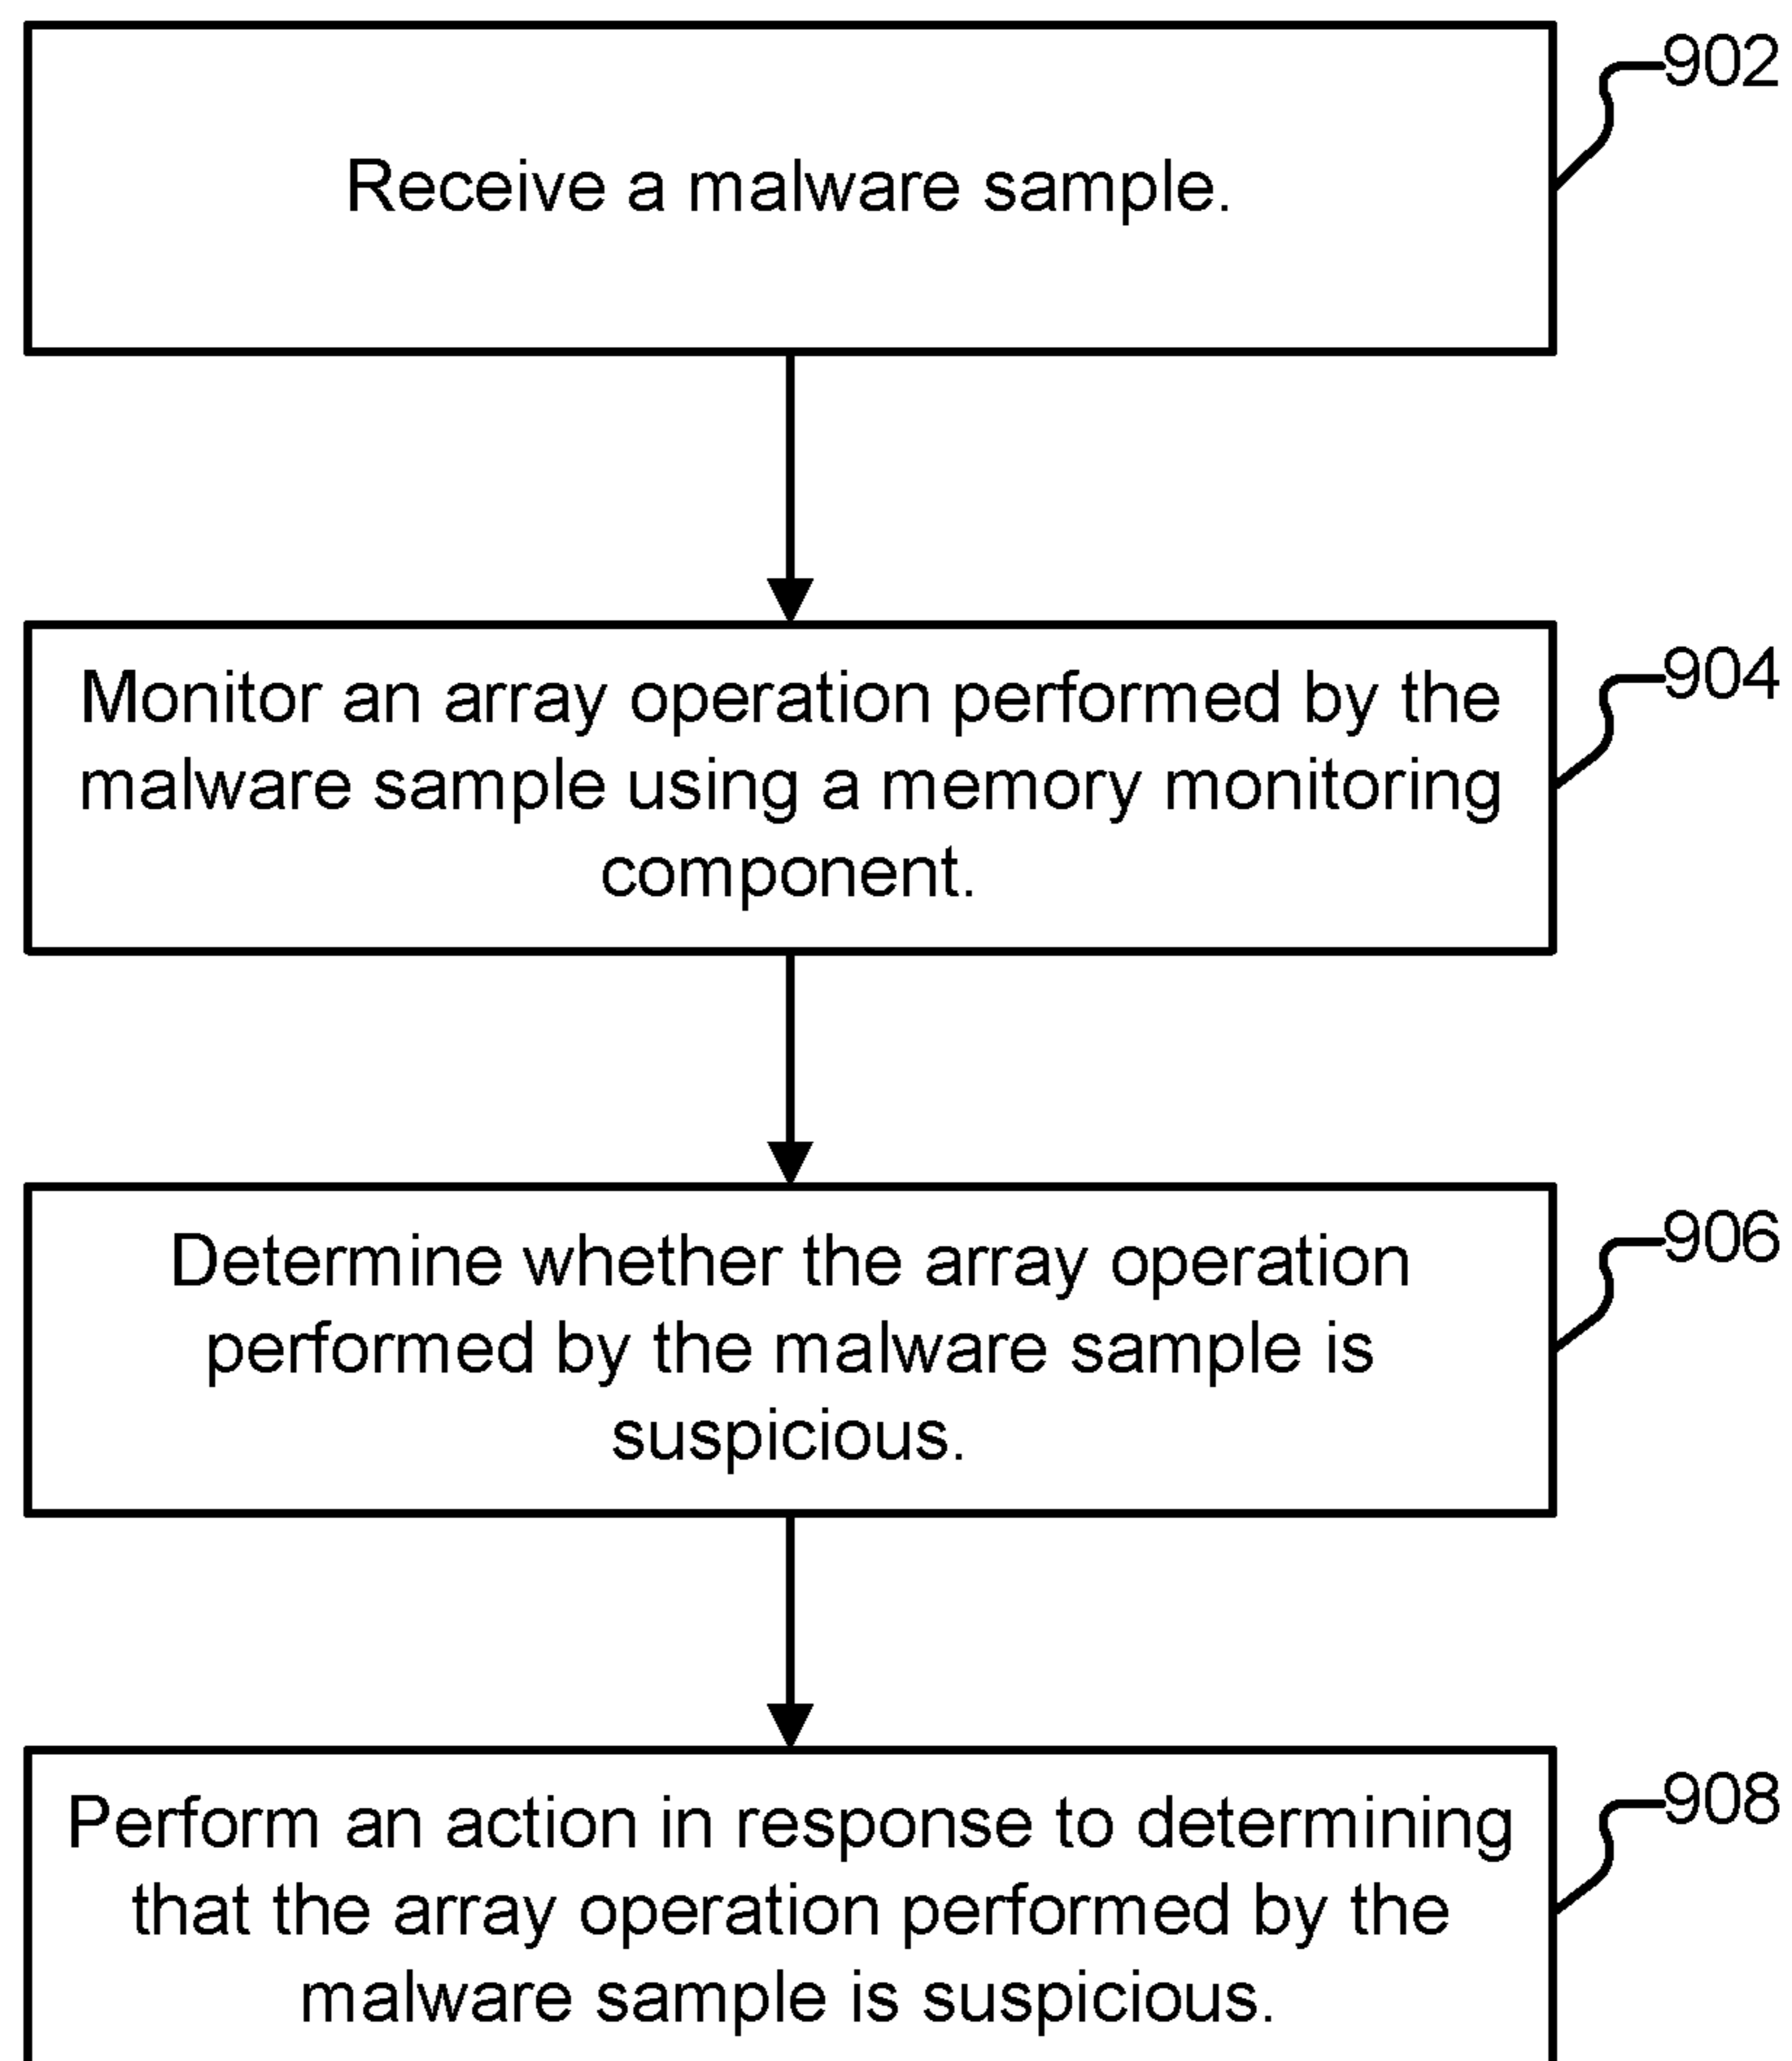 902
Receive a malware sample.
904
Monitor an array operation performed by the
malware sample using a memory monitoring
component.
906
Determine whether the array operation
performed by the malware sample is
suspicious.
908
Perform an action in response to determining
that the array operation performed by the
malware sample is suspicious.